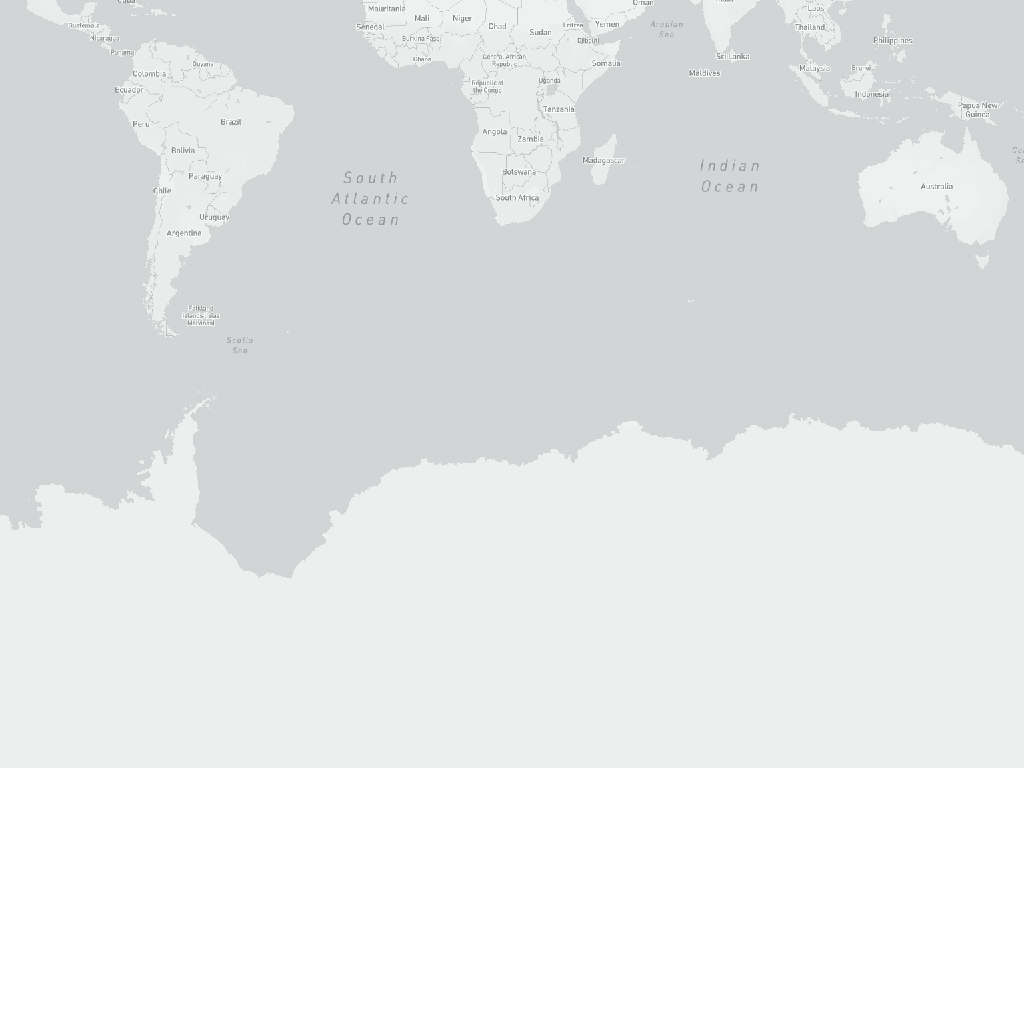 Oman
Mauritania
Mali
Niger
Chad
Sudan
Eritrea
Yemen
Arabian
Sea
Laos
Guatemala
Senegal
Thailand
Nicaragua
Burkina Faso
Djibouti
Philippines
Panama
Ghana
Central African
Republic
Somalia
Sri Lanka
Guyana
Colombia
Maldives
Malaysia
Brunei
Ecuador
Republic of
the Congo
Uganda
Indonesia
Peru
Brazil
Tanzania
Papua New
Guinea
Angola
Zambia
Bolivia
Madagascar
Indian
Ocean
Paraguay
Botswana
South
Atlantic
Ocean
Chile
South Africa
Australia
Uruguay
Argentina
Falkland
Islands/Islas
Malvinas
Scotia
Sea